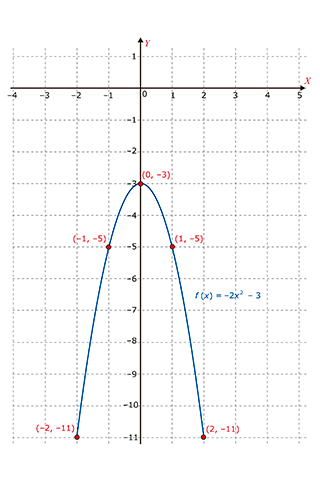 Y
1
X
−4 −3 −2 −1 0 1 2 3 4 5
−1
−2
(0, −3)
−3
−4
(−1, −5) (1, −5)
−5
−6
f (x) = −2x² − 3
−7
−8
−9
−10
(−2, −11) (2, −11)
−11